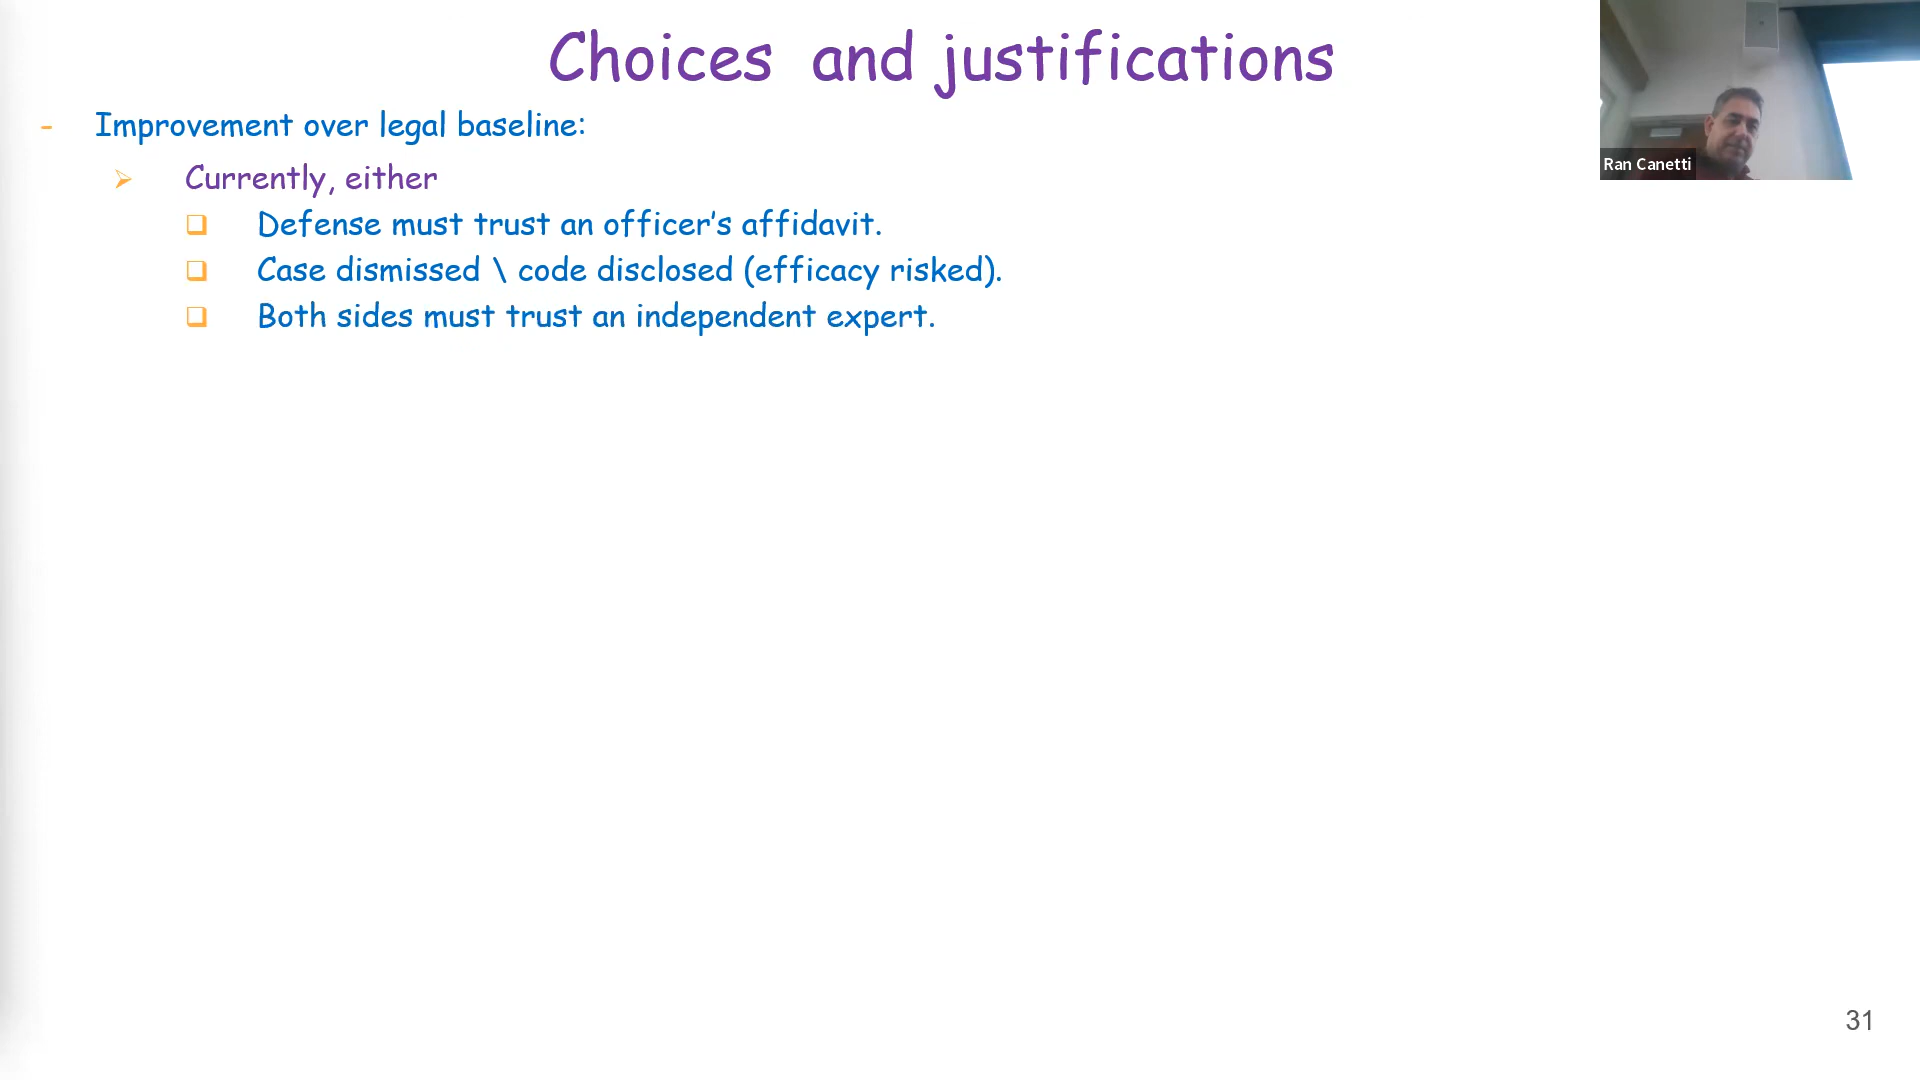 Choices and justifications
- Improvement over legal baseline:
Currently, either
Defense must trust an officer's affidavit.
Case dismissed \ code disclosed (efficacy risked).
Both sides must trust an independent expert.
Ran Canetti
31